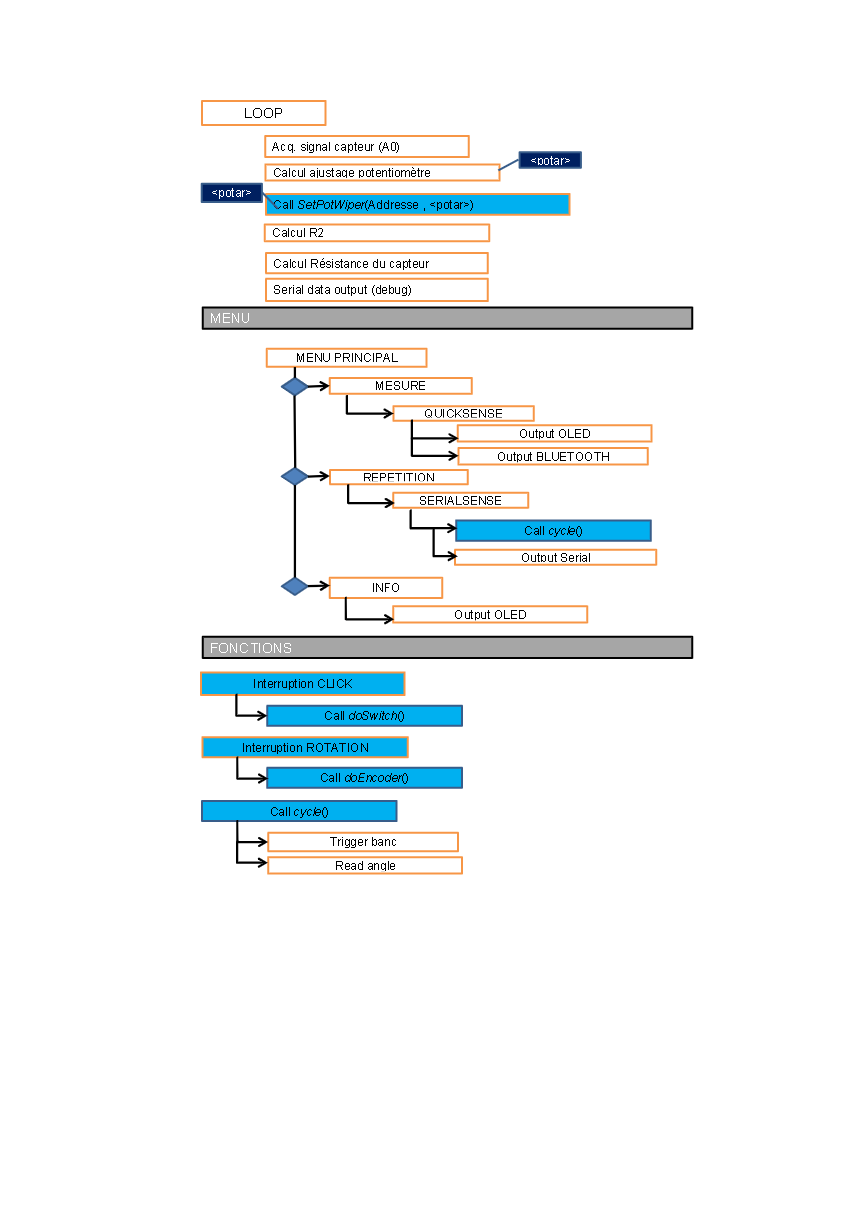 LOOP
Acq. signal capteur (A0)
<potar>
Calcul ajustage potentiomètre
<potar>
Call SetPotWiper(Addresse , <potar>)
Calcul R2
Calcul Résistance du capteur
Serial data output (debug)
MENU
MENU PRINCIPAL
MESURE
QUICKSENSE
Output OLED
Output BLUETOOTH
REPETITION
SERIALSENSE
Call cycle()
Output Serial
INFO
Output OLED
FONCTIONS
Interruption CLICK
Call doSwitch()
Interruption ROTATION
Call doEncoder()
Call cycle()
Trigger banc
Read angle